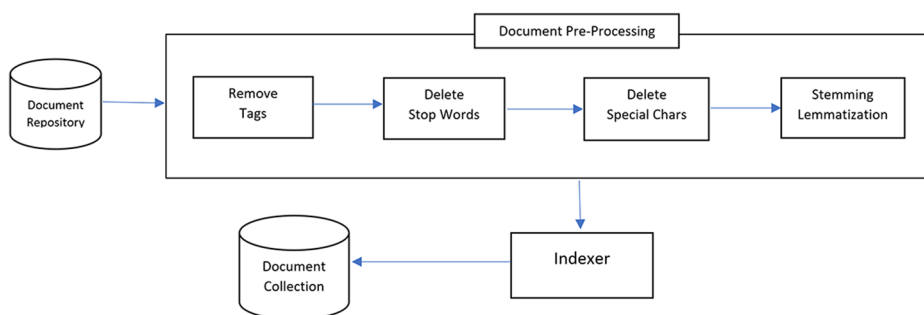 Document Pre-Processing
Document
Repository
Remove
Tags
Delete
Stop Words
Delete
Special Chars
Stemming
Lemmatization
Indexer
Document
Collection